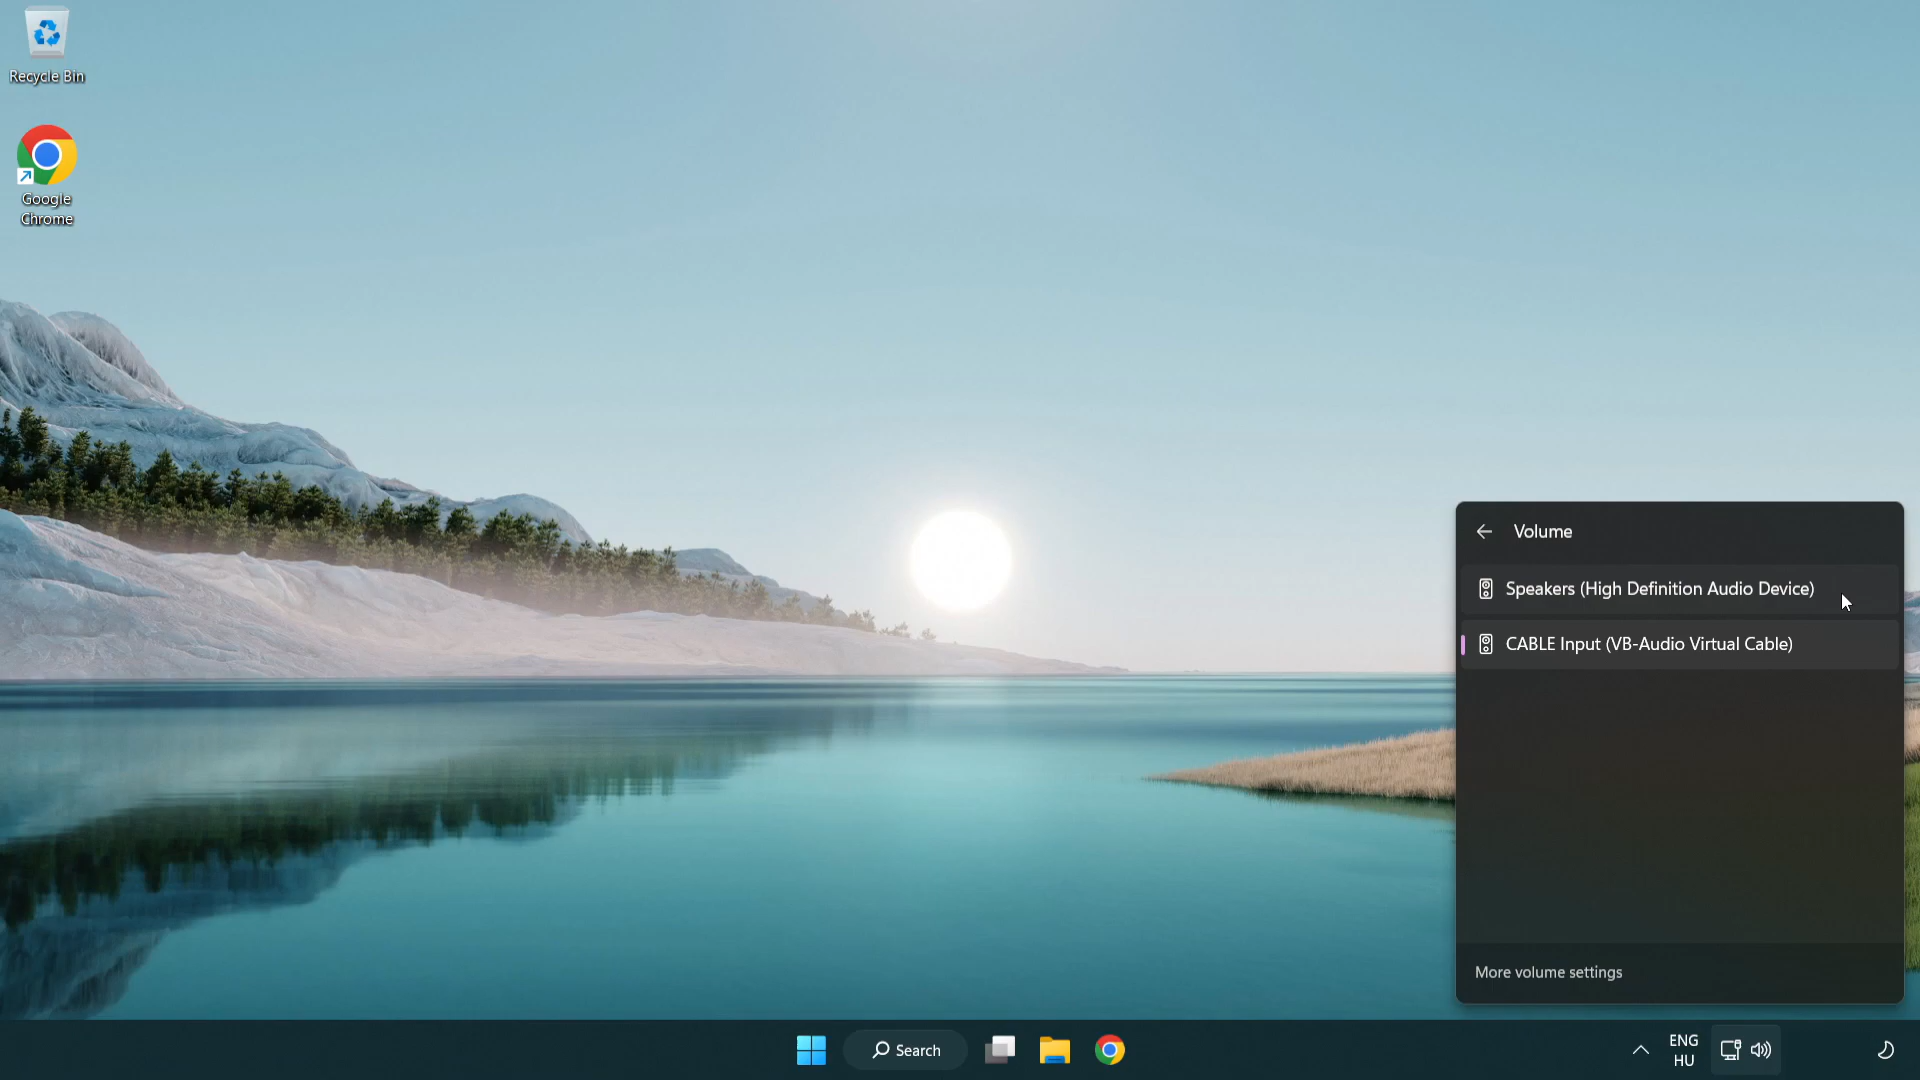 Recycle Bin
Google
Chrome
Volume
Speakers (High Definition Audio Device)
CABLE Input (VB-Audio Virtual Cable)
More volume settings
Search
ENG
HU